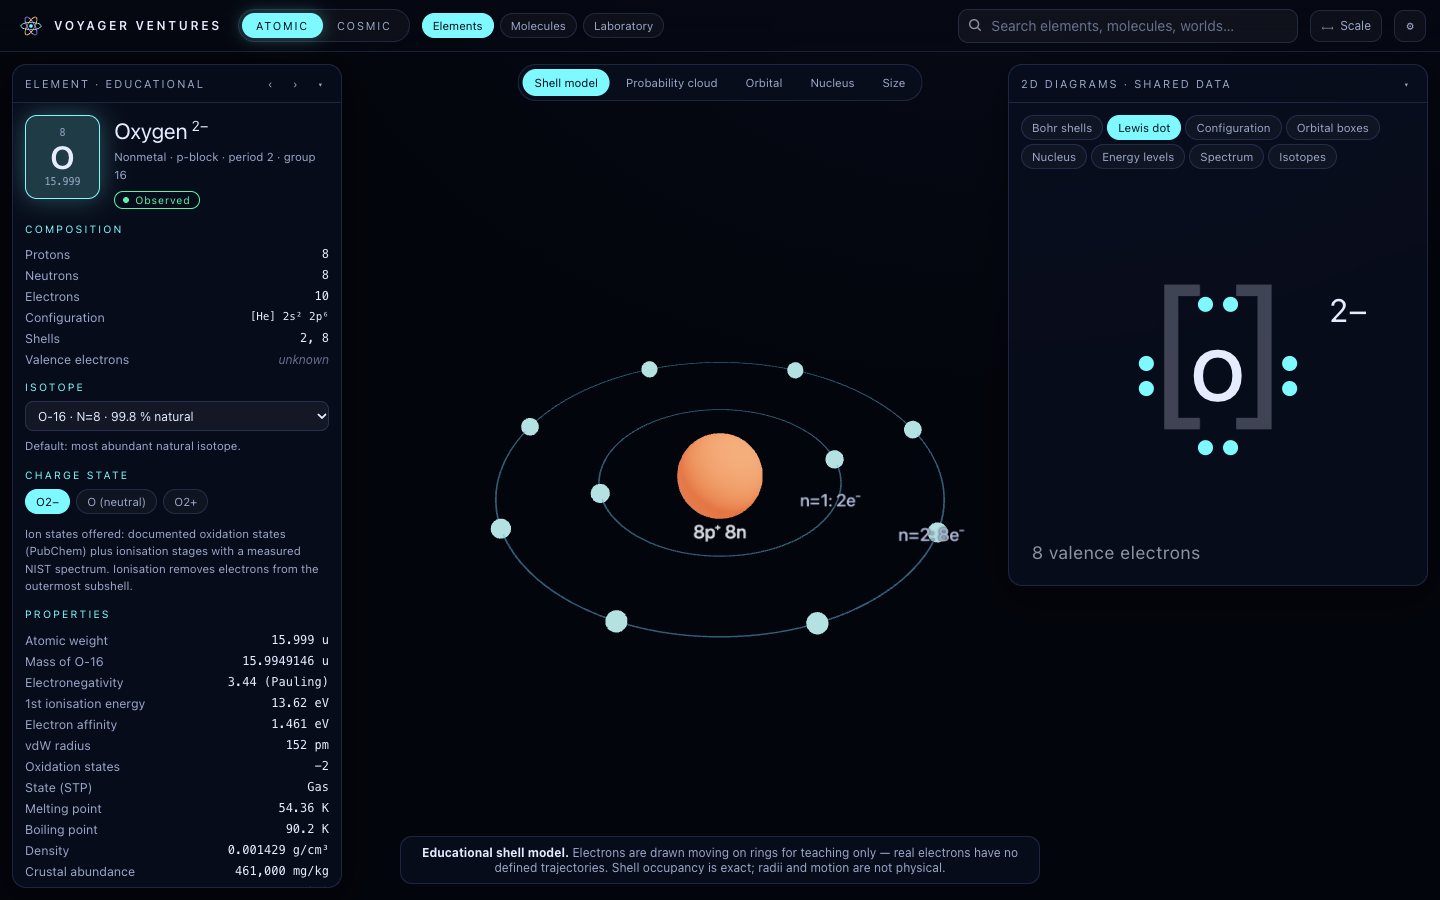 VOYAGER VENTURES
ATOMIC
COSMIC
Elements
Molecules
Laboratory
Search elements, molecules, worlds...
Scale
ELEMENT · EDUCATIONAL
8
O
15.999
Oxygen 2−
Nonmetal · p-block · period 2 · group
16
Observed
COMPOSITION
Protons 8
Neutrons 8
Electrons 10
Configuration [He] 2s² 2p⁶
Shells 2, 8
Valence electrons unknown
ISOTOPE
O-16 · N=8 · 99.8 % natural
Default: most abundant natural isotope.
CHARGE STATE
O2−
O (neutral)
O2+
Ion states offered: documented oxidation states
(PubChem) plus ionisation stages with a measured
NIST spectrum. Ionisation removes electrons from the
outermost subshell.
PROPERTIES
Atomic weight 15.999 u
Mass of O-16 15.9949146 u
Electronegativity 3.44 (Pauling)
1st ionisation energy 13.62 eV
Electron affinity 1.461 eV
vdW radius 152 pm
Oxidation states −2
State (STP) Gas
Melting point 54.36 K
Boiling point 90.2 K
Density 0.001429 g/cm³
Crustal abundance 461,000 mg/kg
Shell model
Probability cloud
Orbital
Nucleus
Size
n=1: 2e⁻
8p⁺ 8n
n=2: 8e⁻
Educational shell model. Electrons are drawn moving on rings for teaching only — real electrons have no
defined trajectories. Shell occupancy is exact; radii and motion are not physical.
2D DIAGRAMS · SHARED DATA
Bohr shells
Lewis dot
Configuration
Orbital boxes
Nucleus
Energy levels
Spectrum
Isotopes
2−
[O]
8 valence electrons